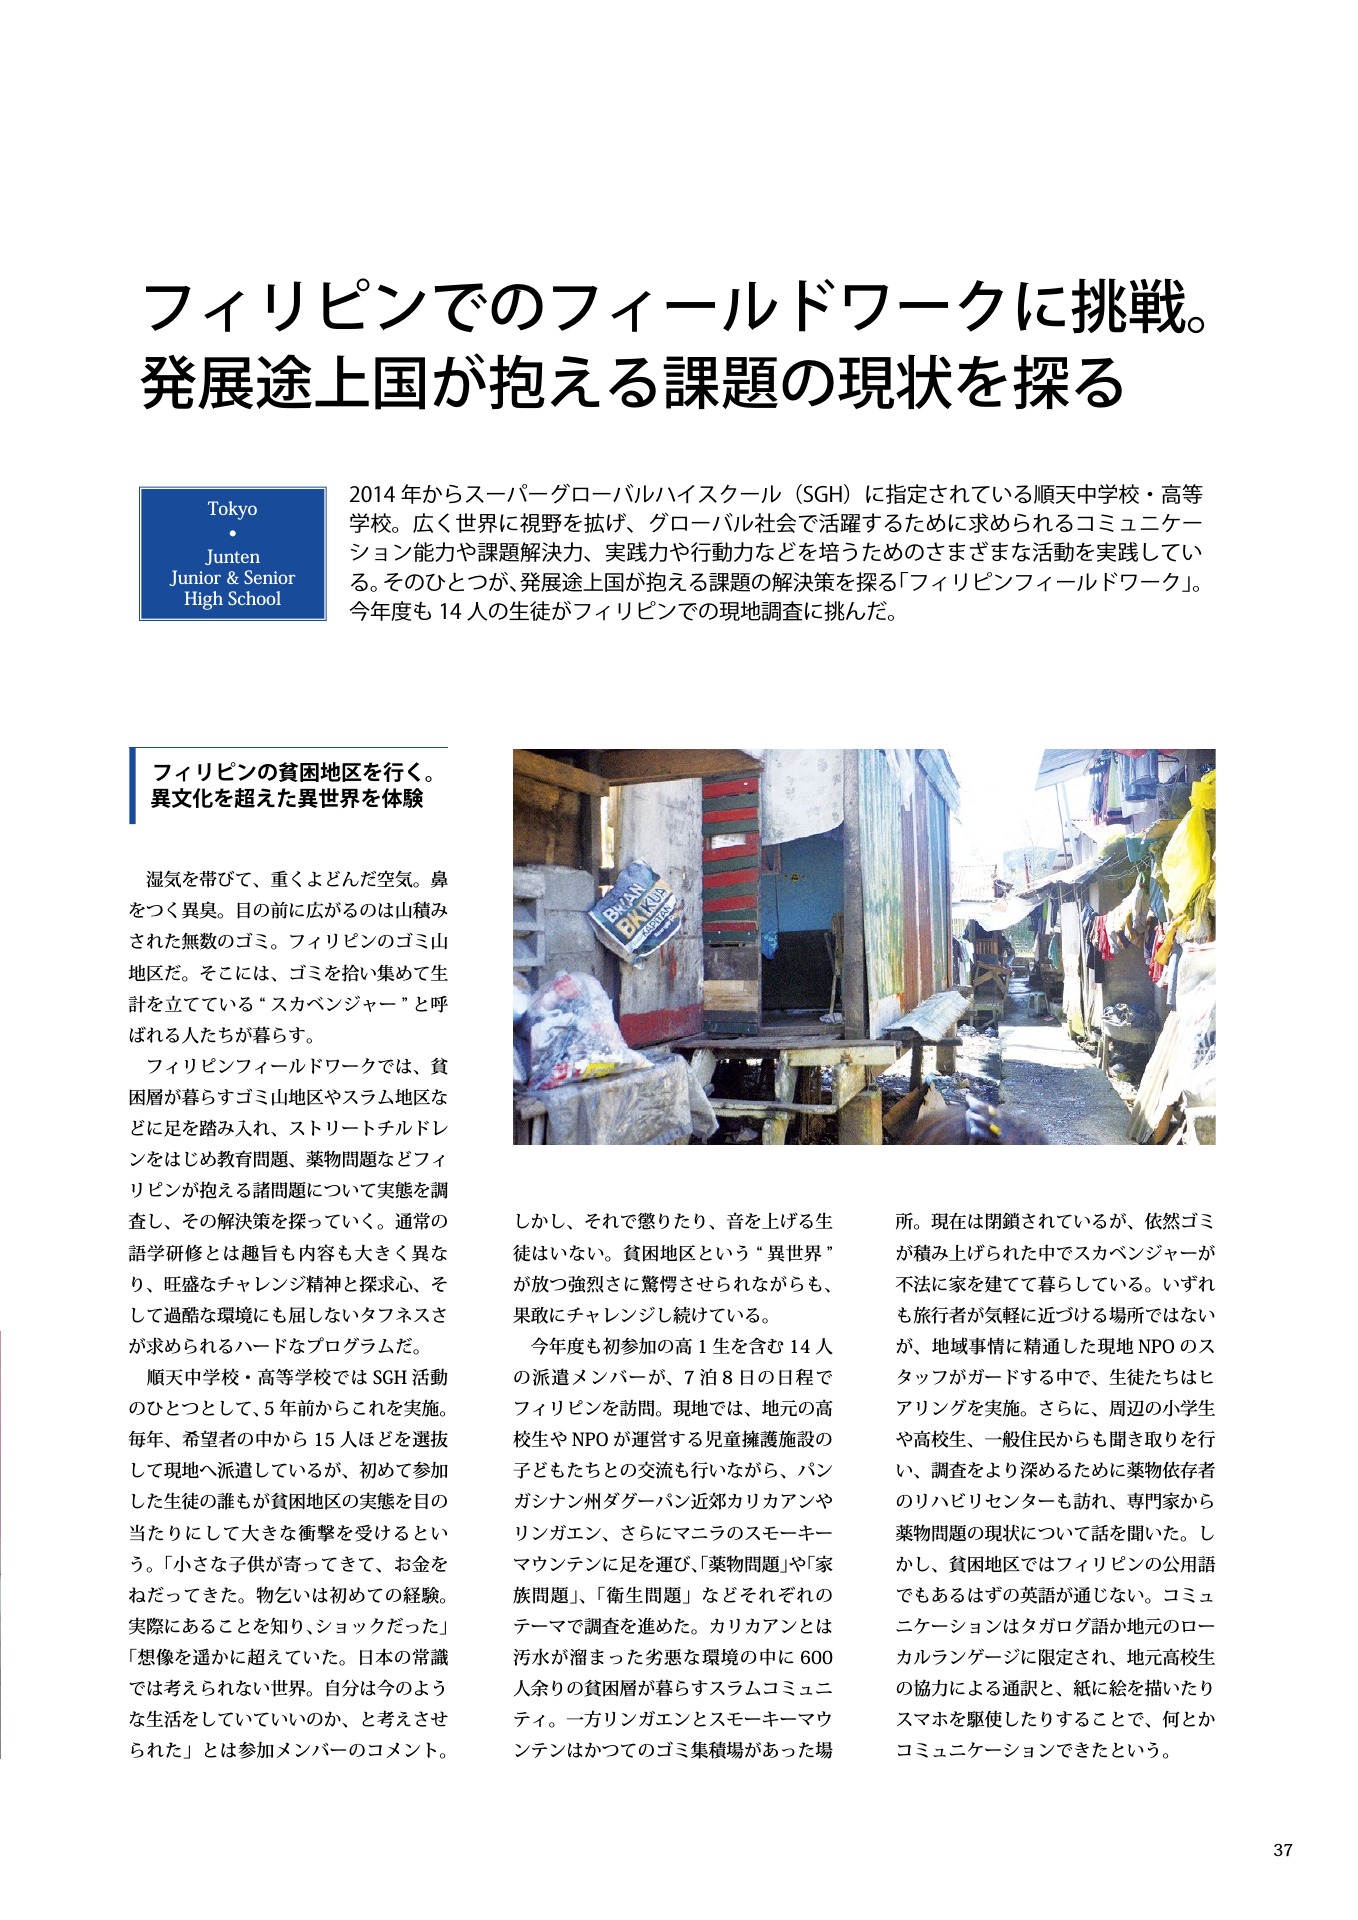 フィリピンでのフィールドワークに挑戦。
発展途上国が抱える課題の現状を探る
Tokyo
•
Junten
Junior & Senior
High School
2014 年からスーパーグローバルハイスクール（SGH）に指定されている順天中学校・高等
学校。広く世界に視野を拡げ、グローバル社会で活躍するために求められるコミュニケー
ション能力や課題解決力、実践力や行動力などを培うためのさまざまな活動を実践してい
る。そのひとつが、発展途上国が抱える課題の解決策を探る「フィリピンフィールドワーク」。
今年度も 14 人の生徒がフィリピンでの現地調査に挑んだ。
フィリピンの貧困地区を行く。
異文化を超えた異世界を体験
湿気を帯びて、重くよどんだ空気。鼻
をつく異臭。目の前に広がるのは山積み
された無数のゴミ。フィリピンのゴミ山
地区だ。そこには、ゴミを拾い集めて生
計を立てている“スカベンジャー”と呼
ばれる人たちが暮らす。
フィリピンフィールドワークでは、貧
困層が暮らすゴミ山地区やスラム地区な
どに足を踏み入れ、ストリートチルドレ
ンをはじめ教育問題、薬物問題などフィ
リピンが抱える諸問題について実態を調
査し、その解決策を探っていく。通常の
語学研修とは趣旨も内容も大きく異な
り、旺盛なチャレンジ精神と探求心、そ
して過酷な環境にも屈しないタフネスさ
が求められるハードなプログラムだ。
順天中学校・高等学校では SGH 活動
のひとつとして、5 年前からこれを実施。
毎年、希望者の中から 15 人ほどを選抜
して現地へ派遣しているが、初めて参加
した生徒の誰もが貧困地区の実態を目の
当たりにして大きな衝撃を受けるとい
う。「小さな子供が寄ってきて、お金を
ねだってきた。物乞いは初めての経験。
実際にあることを知り、ショックだった」
「想像を遥かに超えていた。日本の常識
では考えられない世界。自分は今のよう
な生活をしていていいのか、と考えさせ
られた」とは参加メンバーのコメント。
BIKYAN
BIKKUA
しかし、それで懲りたり、音を上げる生
徒はいない。貧困地区という“異世界”
が放つ強烈さに驚愕させられながらも、
果敢にチャレンジし続けている。
今年度も初参加の高 1 生を含む 14 人
の派遣メンバーが、7 泊 8 日の日程で
フィリピンを訪問。現地では、地元の高
校生や NPO が運営する児童擁護施設の
子どもたちとの交流も行いながら、パン
ガシナン州ダグーパン近郊カリカアンや
リンガエン、さらにマニラのスモーキー
マウンテンに足を運び、「薬物問題」や「家
族問題」、「衛生問題」などそれぞれの
テーマで調査を進めた。カリカアンとは
汚水が溜まった劣悪な環境の中に 600
人余りの貧困層が暮らすスラムコミュニ
ティ。一方リンガエンとスモーキーマウ
ンテンはかつてのゴミ集積場があった場
所。現在は閉鎖されているが、依然ゴミ
が積み上げられた中でスカベンジャーが
不法に家を建てて暮らしている。いずれ
も旅行者が気軽に近づける場所ではない
が、地域事情に精通した現地 NPO のス
タッフがガードする中で、生徒たちはヒ
アリングを実施。さらに、周辺の小学生
や高校生、一般住民からも聞き取りを行
い、調査をより深めるために薬物依存者
のリハビリセンターも訪れ、専門家から
薬物問題の現状について話を聞いた。し
かし、貧困地区ではフィリピンの公用語
でもあるはずの英語が通じない。コミュ
ニケーションはタガログ語か地元のロー
カルランゲージに限定され、地元高校生
の協力による通訳と、紙に絵を描いたり
スマホを駆使したりすることで、何とか
コミュニケーションできたという。
37